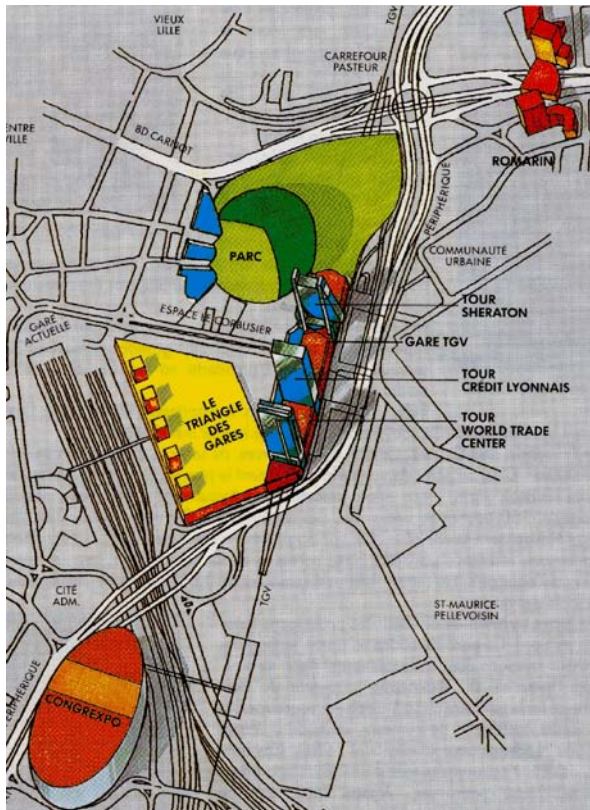 VIEUX
LILLE
TGV
CARREFOUR
PASTEUR
ENTRE
VILLE
BD CARNOT
ROMARIN
PÉRIPHÉRIQUE
PARC
COMMUNAUTÉ
URBAINE
ESPACE LE CORBUSIER
TOUR
SHERATON
GARE
ACTUELLE
GARE TGV
TOUR
CREDIT LYONNAIS
LE
TRIANGLE
DES
GARES
TOUR
WORLD TRADE
CENTER
CITÉ
ADM.
TGV
ST-MAURICE-
PELLEVOISIN
PÉRIPHÉRIQUE
CONGREXPO